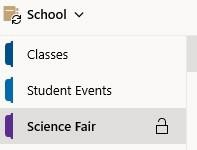 School
Classes
Student Events
Science Fair